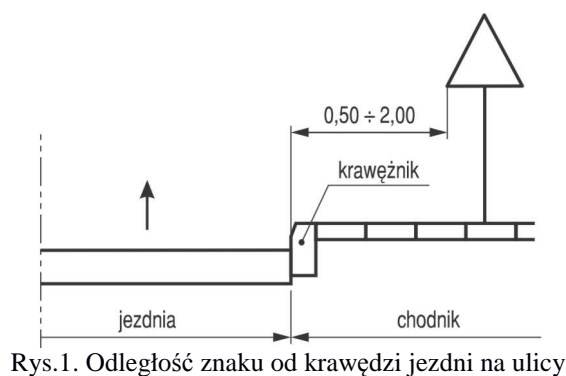 0,50 ÷ 2,00
krawężnik
jezdnia
chodnik
Rys.1. Odległość znaku od krawędzi jezdni na ulicy